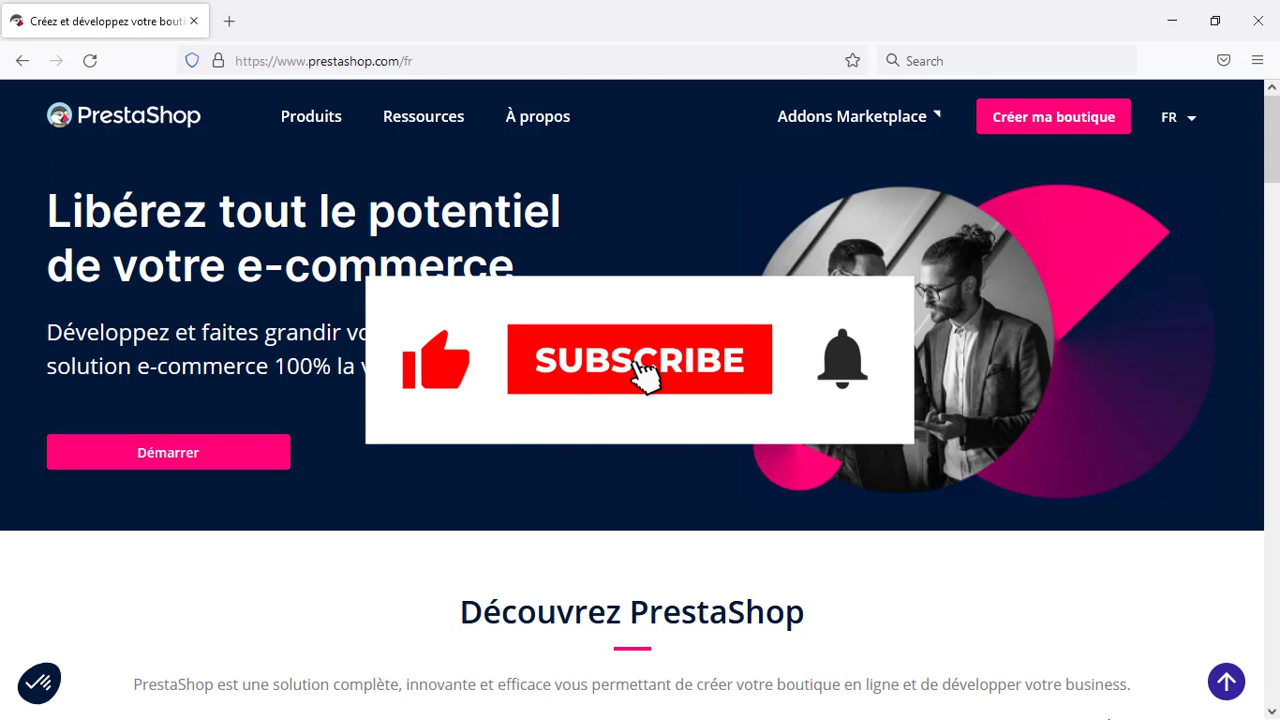 Créez et développez votre bouti
https://www.prestashop.com/fr
Search
PrestaShop
Produits
Ressources
À propos
Addons Marketplace
Créer ma boutique
FR
Libérez tout le potentiel
de votre e-commerce
Développez et faites grandir
solution e-commerce 100% la
SUBSCRIBE
Démarrer
Découvrez PrestaShop
PrestaShop est une solution complète, innovante et efficace vous permettant de créer votre boutique en ligne et de développer votre business.